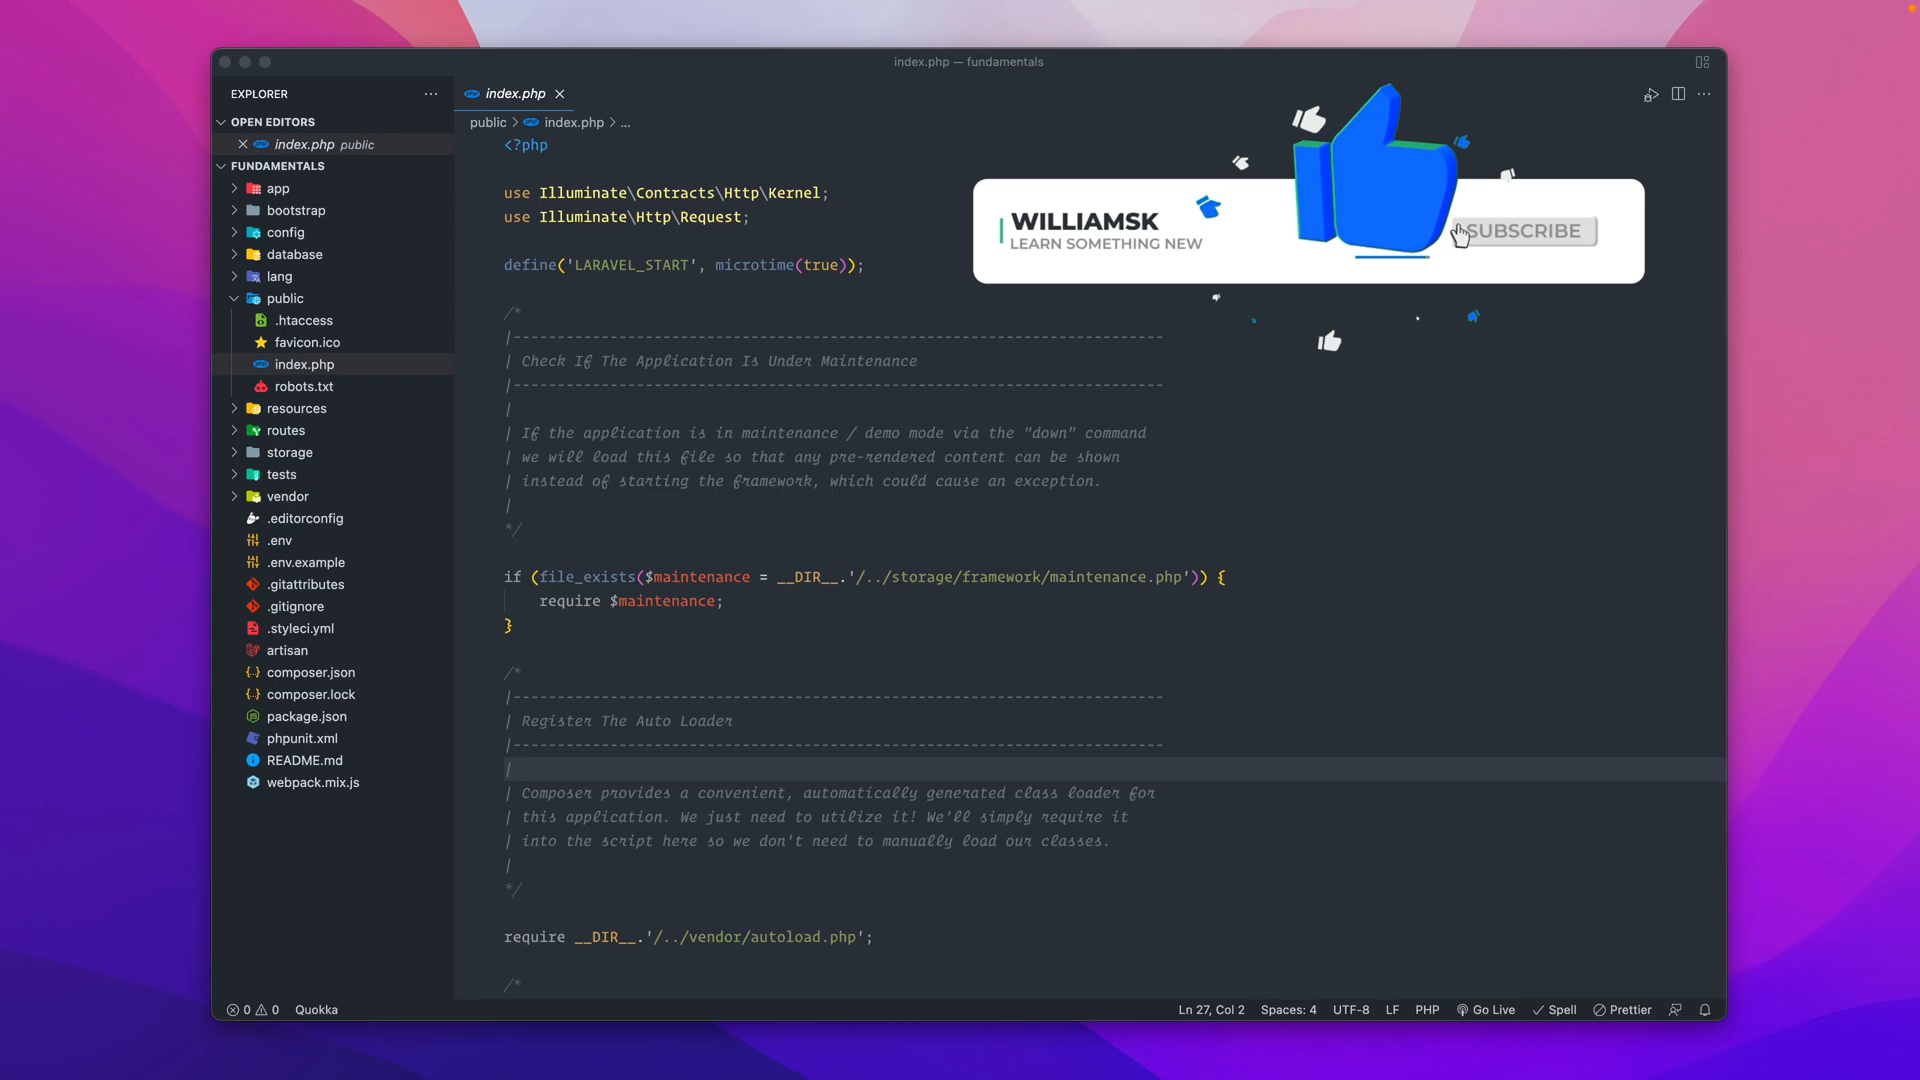 index.php — fundamentals
EXPLORER
index.php
OPEN EDITORS
public > index.php > ...
index.php public
FUNDAMENTALS
app
bootstrap
config
database
lang
public
.htaccess
favicon.ico
index.php
robots.txt
resources
routes
storage
tests
vendor
.editorconfig
.env
.env.example
.gitattributes
.gitignore
.styleci.yml
artisan
composer.json
composer.lock
package.json
phpunit.xml
README.md
webpack.mix.js
<?php
use Illuminate\Contracts\Http\Kernel;
use Illuminate\Http\Request;
define('LARAVEL_START', microtime(true));
/*
|--------------------------------------------------------------------------
| Check If The Application Is Under Maintenance
|--------------------------------------------------------------------------
|
| If the application is in maintenance / demo mode via the "down" command
| we will load this file so that any pre-rendered content can be shown
| instead of starting the framework, which could cause an exception.
|
*/
if (file_exists($maintenance = __DIR__.'/../storage/framework/maintenance.php')) {
require $maintenance;
}
/*
|--------------------------------------------------------------------------
| Register The Auto Loader
|--------------------------------------------------------------------------
|
| Composer provides a convenient, automatically generated class loader for
| this application. We just need to utilize it! We'll simply require it
| into the script here so we don't need to manually load our classes.
|
*/
require __DIR__.'/../vendor/autoload.php';
/*
WILLIAMSK
LEARN SOMETHING NEW
SUBSCRIBE
0 0 Quokka
Ln 27, Col 2 Spaces: 4 UTF-8 LF PHP Go Live Spell Prettier